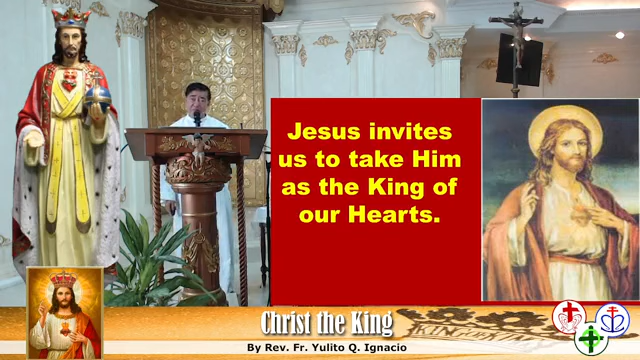 Jesus invites
us to take Him
as the King of
our Hearts.
Christ the King
By Rev. Fr. Yulito Q. Ignacio